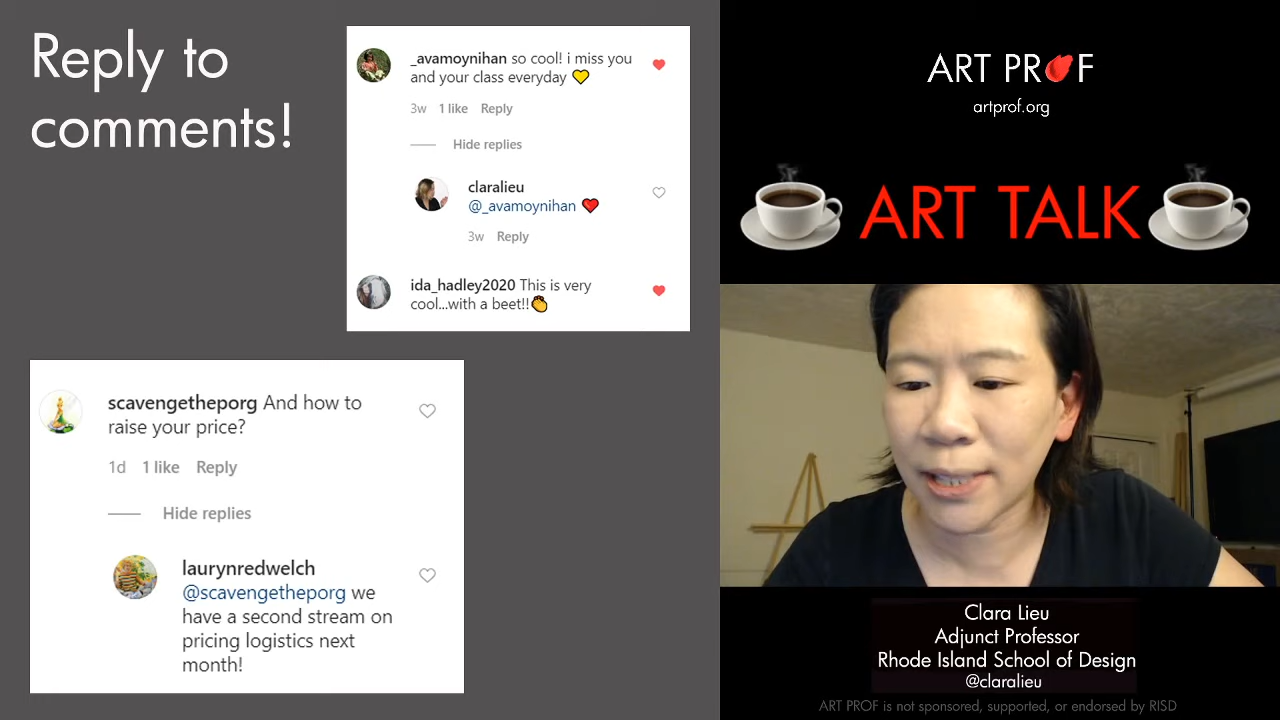 Reply to
comments!
_avamoynihan so cool! i miss you
and your class everyday 💛
3w 1 like Reply
Hide replies
claralieu
@_avamoynihan ❤️
3w Reply
ida_hadley2020 This is very
cool...with a beet!!👏
scavengetheporg And how to
raise your price?
1d 1 like Reply
Hide replies
laurynredwelch
@scavengetheporg we
have a second stream on
pricing logistics next
month!
ART PROF
artprof.org
ART TALK
Clara Lieu
Adjunct Professor
Rhode Island School of Design
@claralieu
ART PROF is not sponsored, supported, or endorsed by RISD